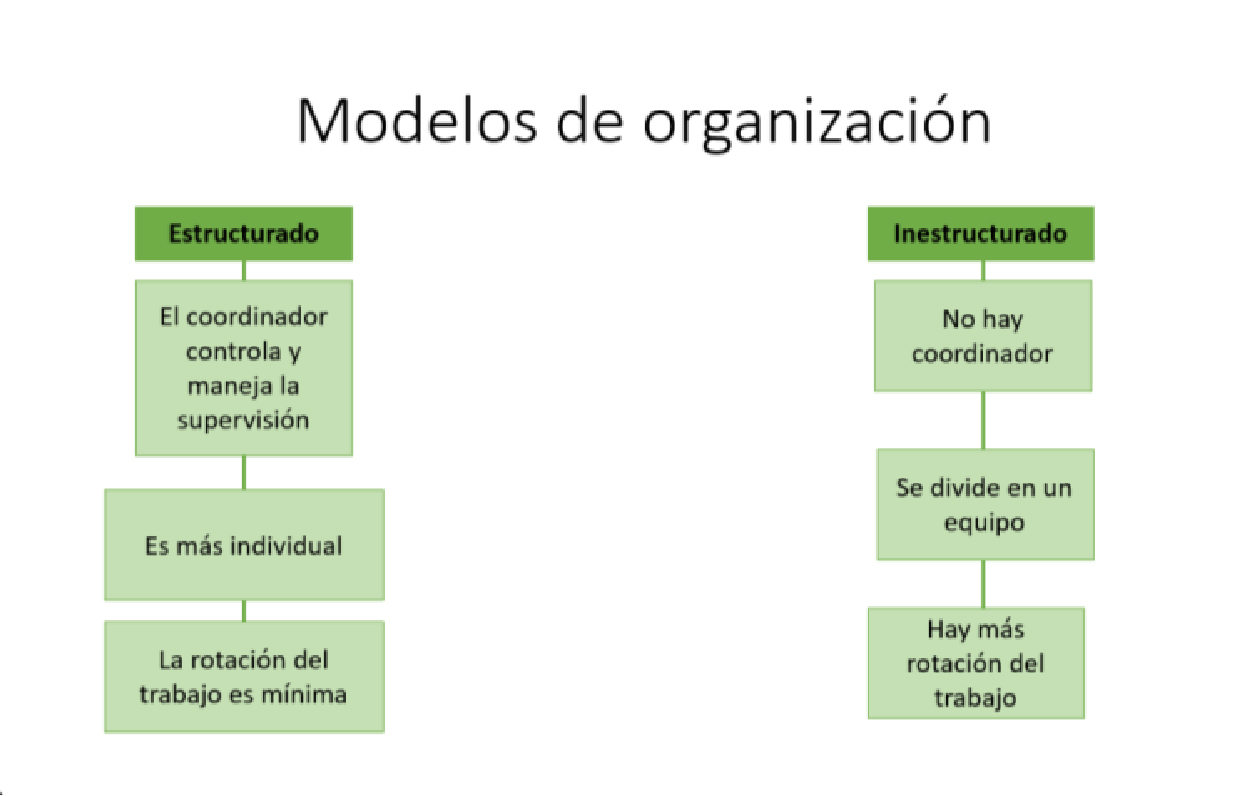 Modelos de organización
Estructurado
El coordinador
controla y
maneja la
supervisión
Es más individual
La rotación del
trabajo es mínima
Inestructurado
No hay
coordinador
Se divide en un
equipo
Hay más
rotación del
trabajo